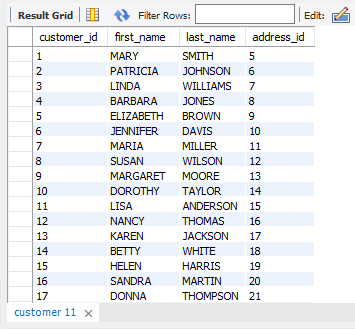 Result Grid Filter Rows: Edit:
customer_id first_name last_name address_id
1 MARY SMITH 5
2 PATRICIA JOHNSON 6
3 LINDA WILLIAMS 7
4 BARBARA JONES 8
5 ELIZABETH BROWN 9
6 JENNIFER DAVIS 10
7 MARIA MILLER 11
8 SUSAN WILSON 12
9 MARGARET MOORE 13
10 DOROTHY TAYLOR 14
11 LISA ANDERSON 15
12 NANCY THOMAS 16
13 KAREN JACKSON 17
14 BETTY WHITE 18
15 HELEN HARRIS 19
16 SANDRA MARTIN 20
17 DONNA THOMPSON 21
customer 11